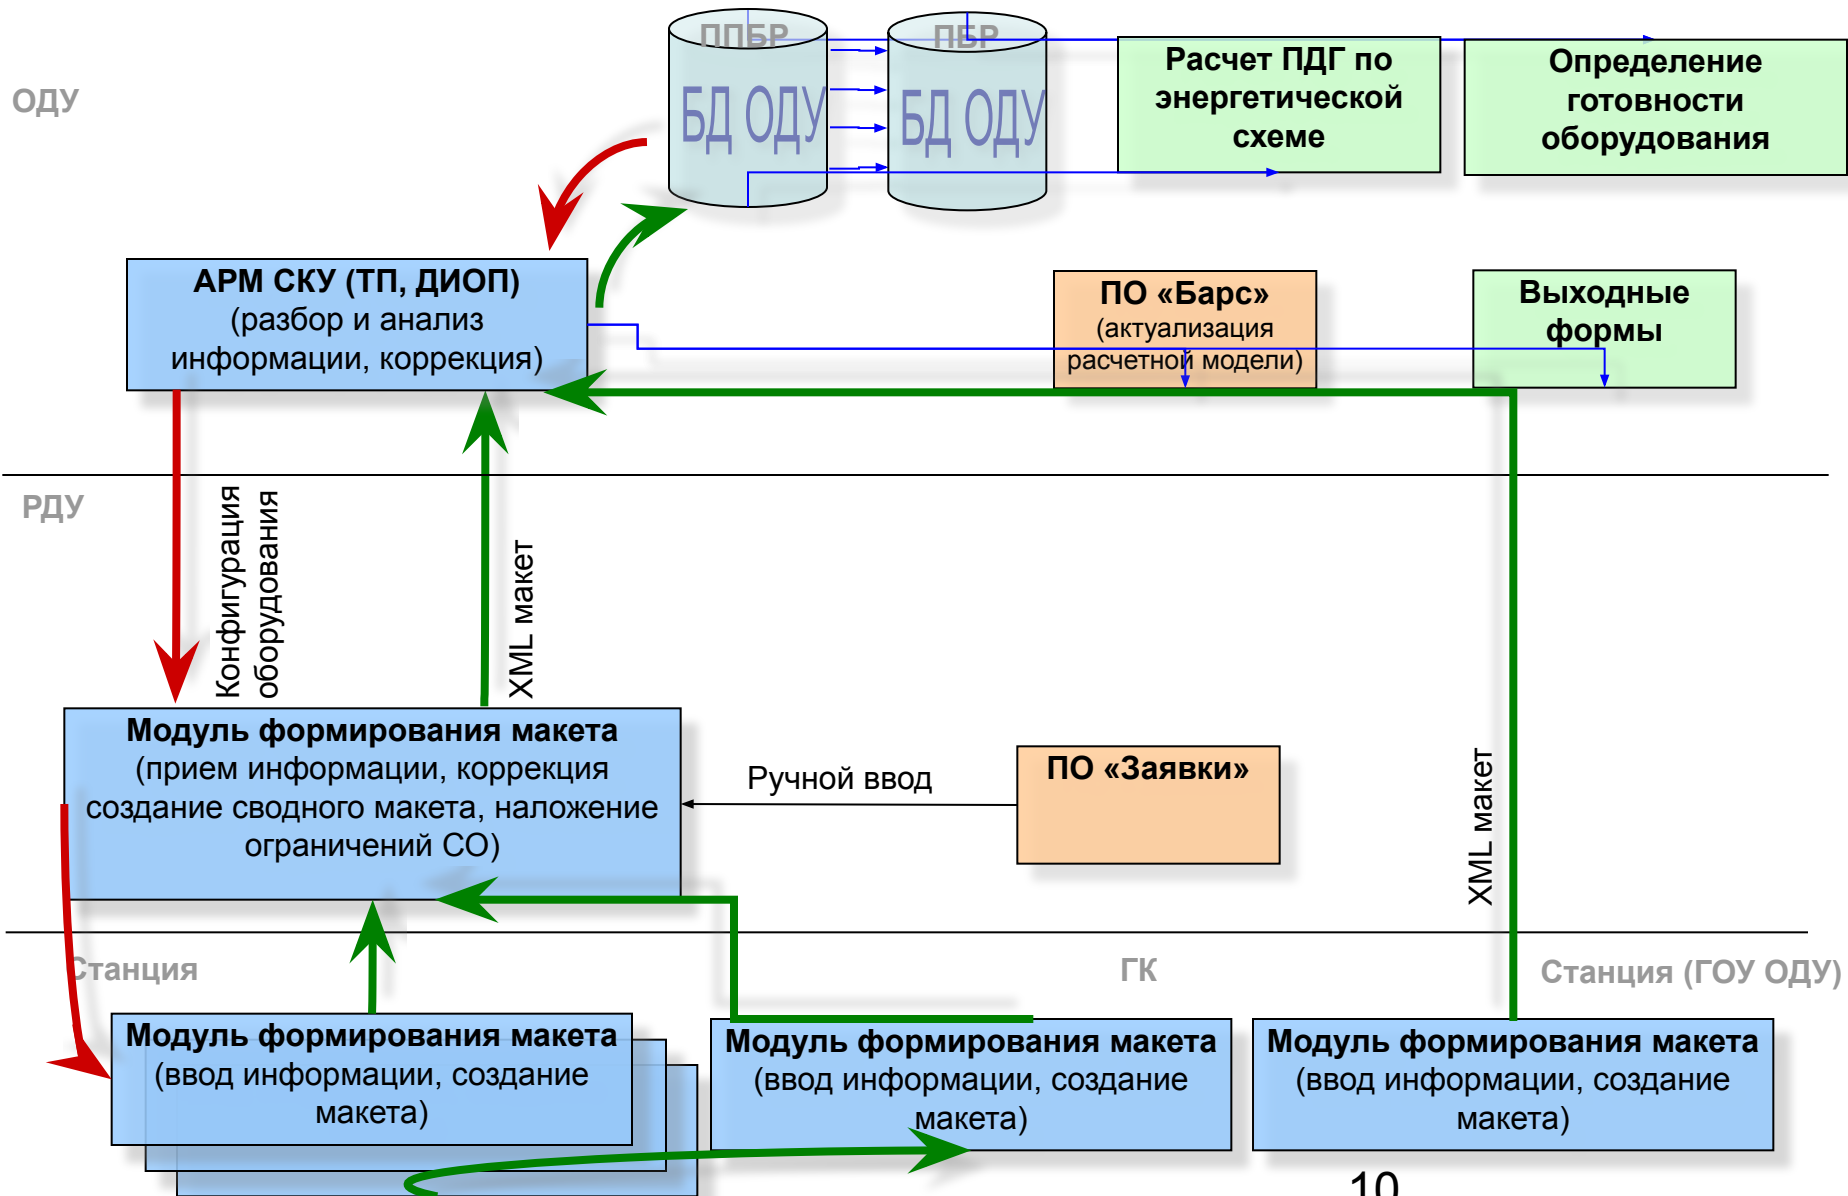 ППБР
ПБР
БД ОДУ
БД ОДУ
Расчет ПДГ по
энергетической
схеме
Определение
готовности
оборудования
ОДУ
АРМ СКУ (ТП, ДИОП)
(разбор и анализ
информации, коррекция)
ПО «Барс»
(актуализация
расчетной модели)
Выходные
формы
РДУ
Конфигурация
оборудования
XML макет
XML макет
Модуль формирования макета
(прием информации, коррекция
создание сводного макета, наложение
ограничений СО)
Ручной ввод
ПО «Заявки»
Станция
ГК
Станция (ГОУ ОДУ)
Модуль формирования макета
(ввод информации, создание
макета)
Модуль формирования макета
(ввод информации, создание
макета)
Модуль формирования макета
(ввод информации, создание
макета)
10